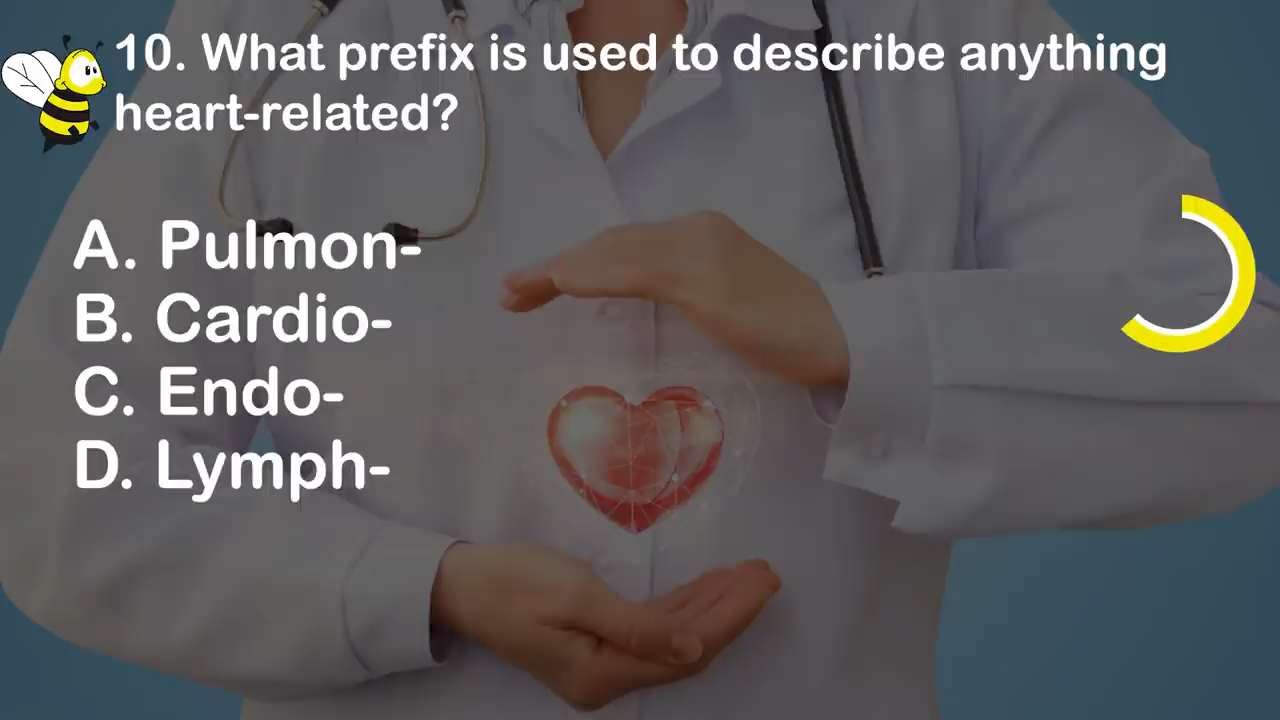 10. What prefix is used to describe anything
heart-related?
A. Pulmon-
B. Cardio-
C. Endo-
D. Lymph-